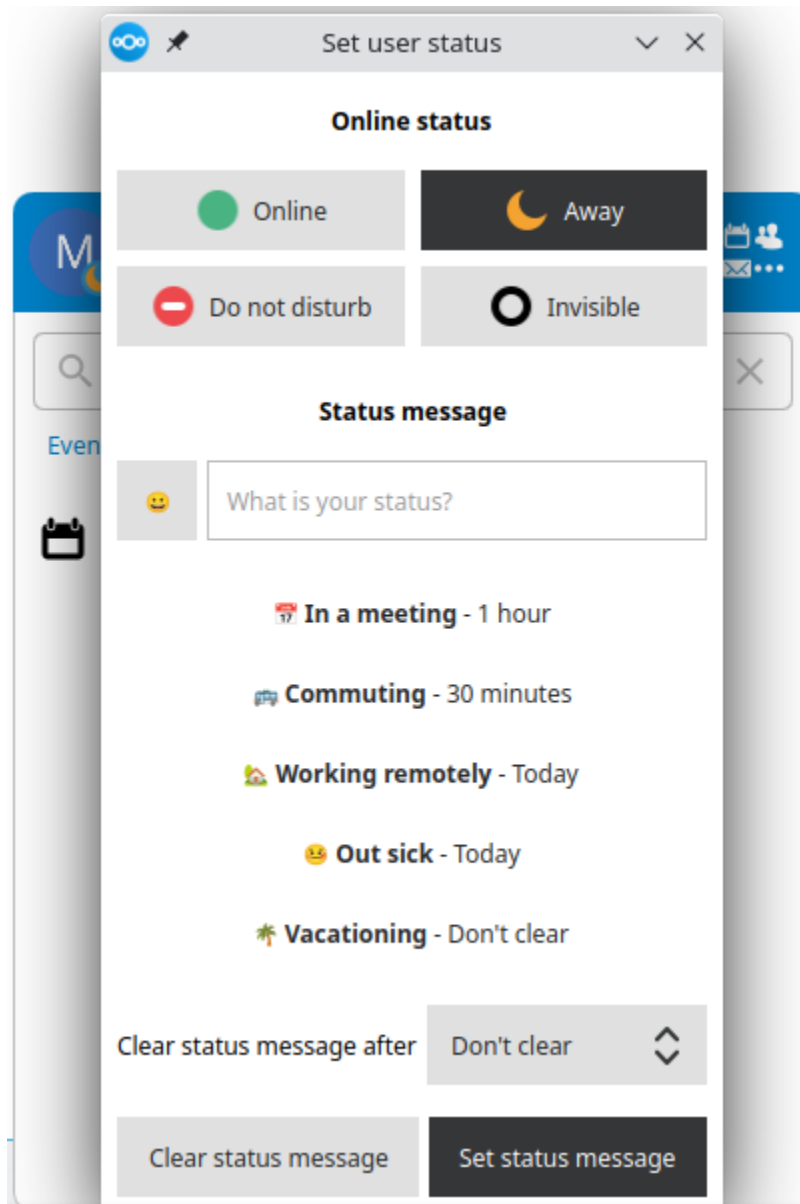 Set user status
Online status
Online
Away
M
Do not disturb
Invisible
Status message
Even
What is your status?
In a meeting - 1 hour
Commuting - 30 minutes
Working remotely - Today
Out sick - Today
Vacationing - Don't clear
Clear status message after Don't clear
Clear status message
Set status message